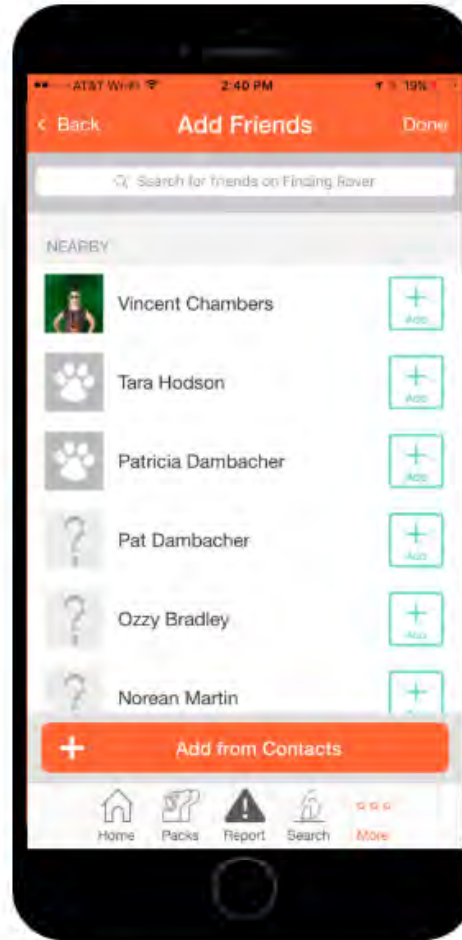 AT&T Wi-Fi 2:40 PM 19%
< Back Add Friends Done
Search for friends on Finding Rover
NEARBY
Vincent Chambers
+ Add
Tara Hodson
+ Add
Patricia Dambacher
+ Add
Pat Dambacher
+ Add
Ozzy Bradley
+ Add
Norean Martin
+
+ Add from Contacts
Home Packs Report Search More